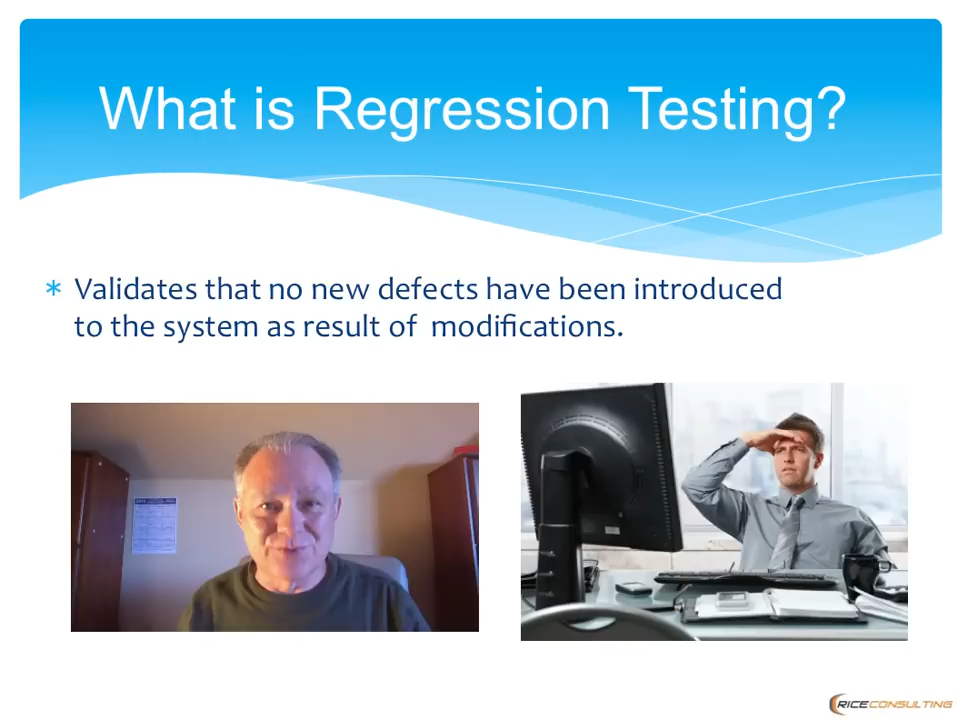 What is Regression Testing?
* Validates that no new defects have been introduced
to the system as result of modifications.
RICECONSULTING